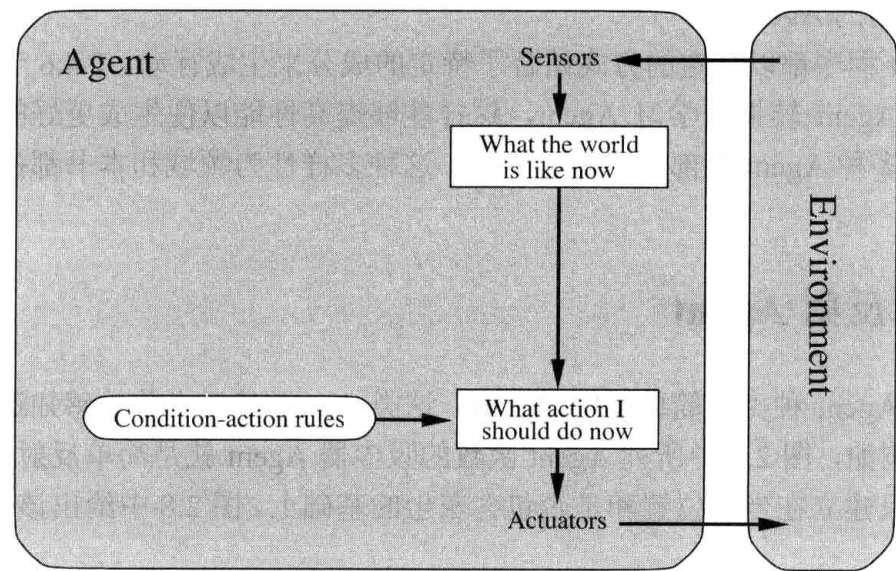 Agent
Sensors
What the world
is like now
Condition-action rules
What action I
should do now
Actuators
Environment